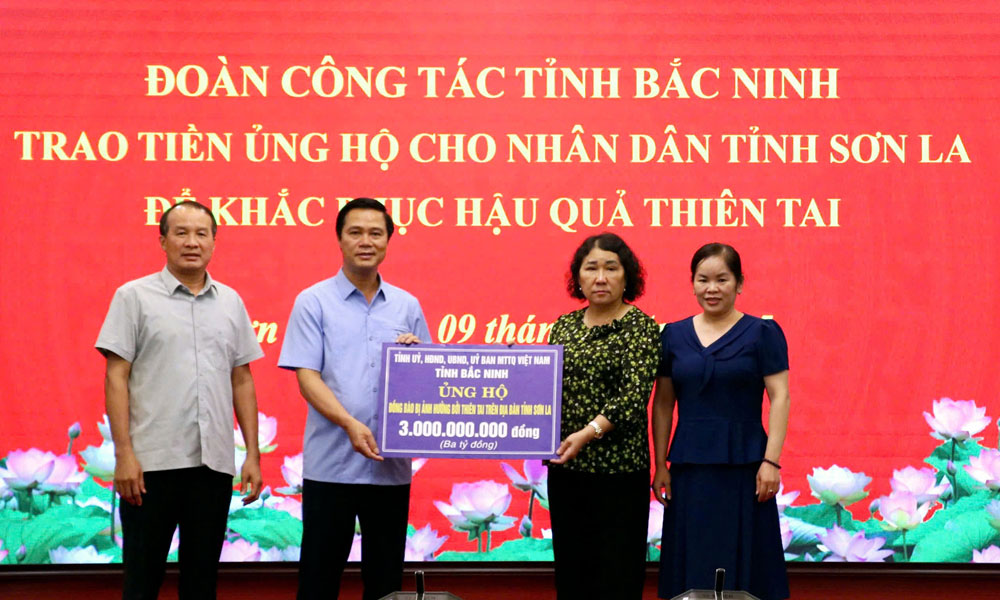 ĐOÀN CÔNG TÁC TỈNH BẮC NINH
TRAO TIỀN ỦNG HỘ CHO NHÂN DÂN TỈNH SƠN LA
ĐỂ KHẮC PHỤC HẬU QUẢ THIÊN TAI
09
TỈNH UỶ, HĐND, UBND, UỶ BAN MTTQ VIỆT NAM
TỈNH BẮC NINH
ỦNG HỘ
ĐỒNG BÀO BỊ ẢNH HƯỞNG BỞI THIÊN TAI TRÊN ĐỊA BÀN TỈNH SƠN LA
3.000.000.000 đồng
(Ba tỷ đồng)